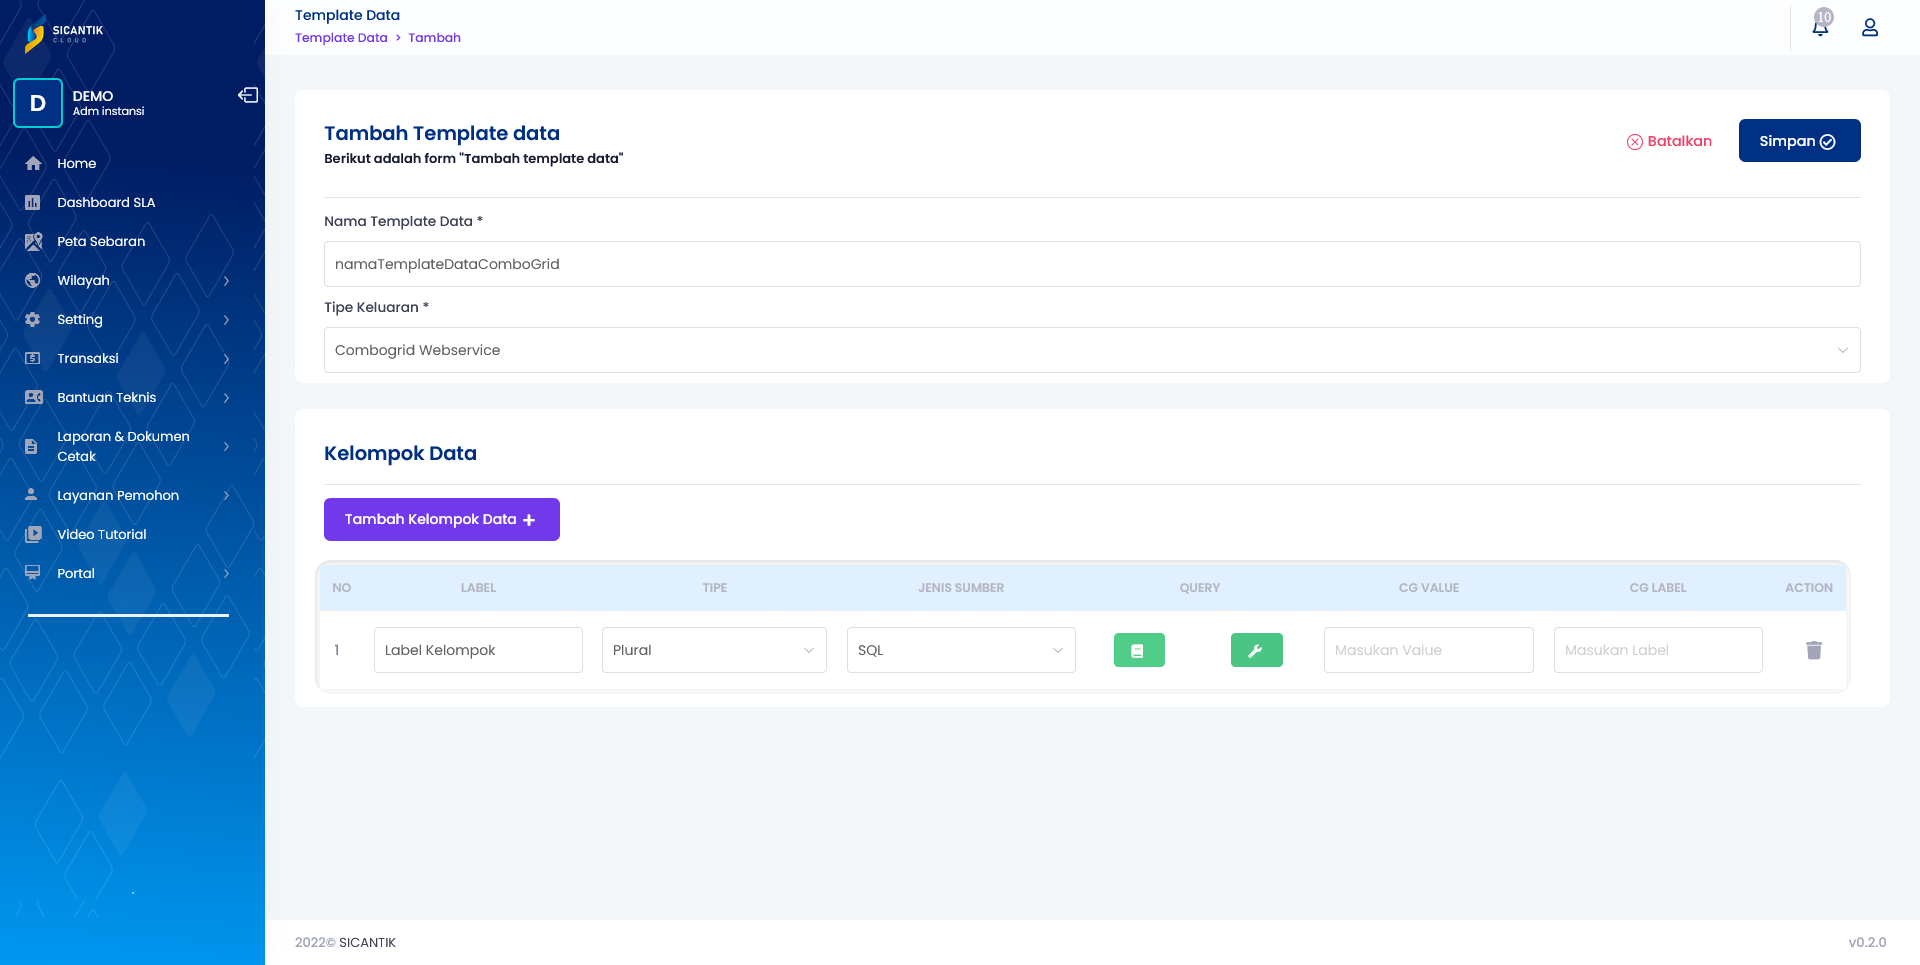 SICANTIK
CLOUD
D
DEMO
Adm instansi
Home
Dashboard SLA
Peta Sebaran
Wilayah
Setting
Transaksi
Bantuan Teknis
Laporan & Dokumen
Cetak
Layanan Pemohon
Video Tutorial
Portal
Template Data
Template Data > Tambah
10
Tambah Template data
Berikut adalah form "Tambah template data"
Batalkan
Simpan
Nama Template Data *
namaTemplateDataComboGrid
Tipe Keluaran *
Combogrid Webservice
Kelompok Data
Tambah Kelompok Data +
NO LABEL TIPE JENIS SUMBER QUERY CG VALUE CG LABEL ACTION
1 Label Kelompok Plural SQL Masukan Value Masukan Label
2022© SICANTIK
v0.2.0